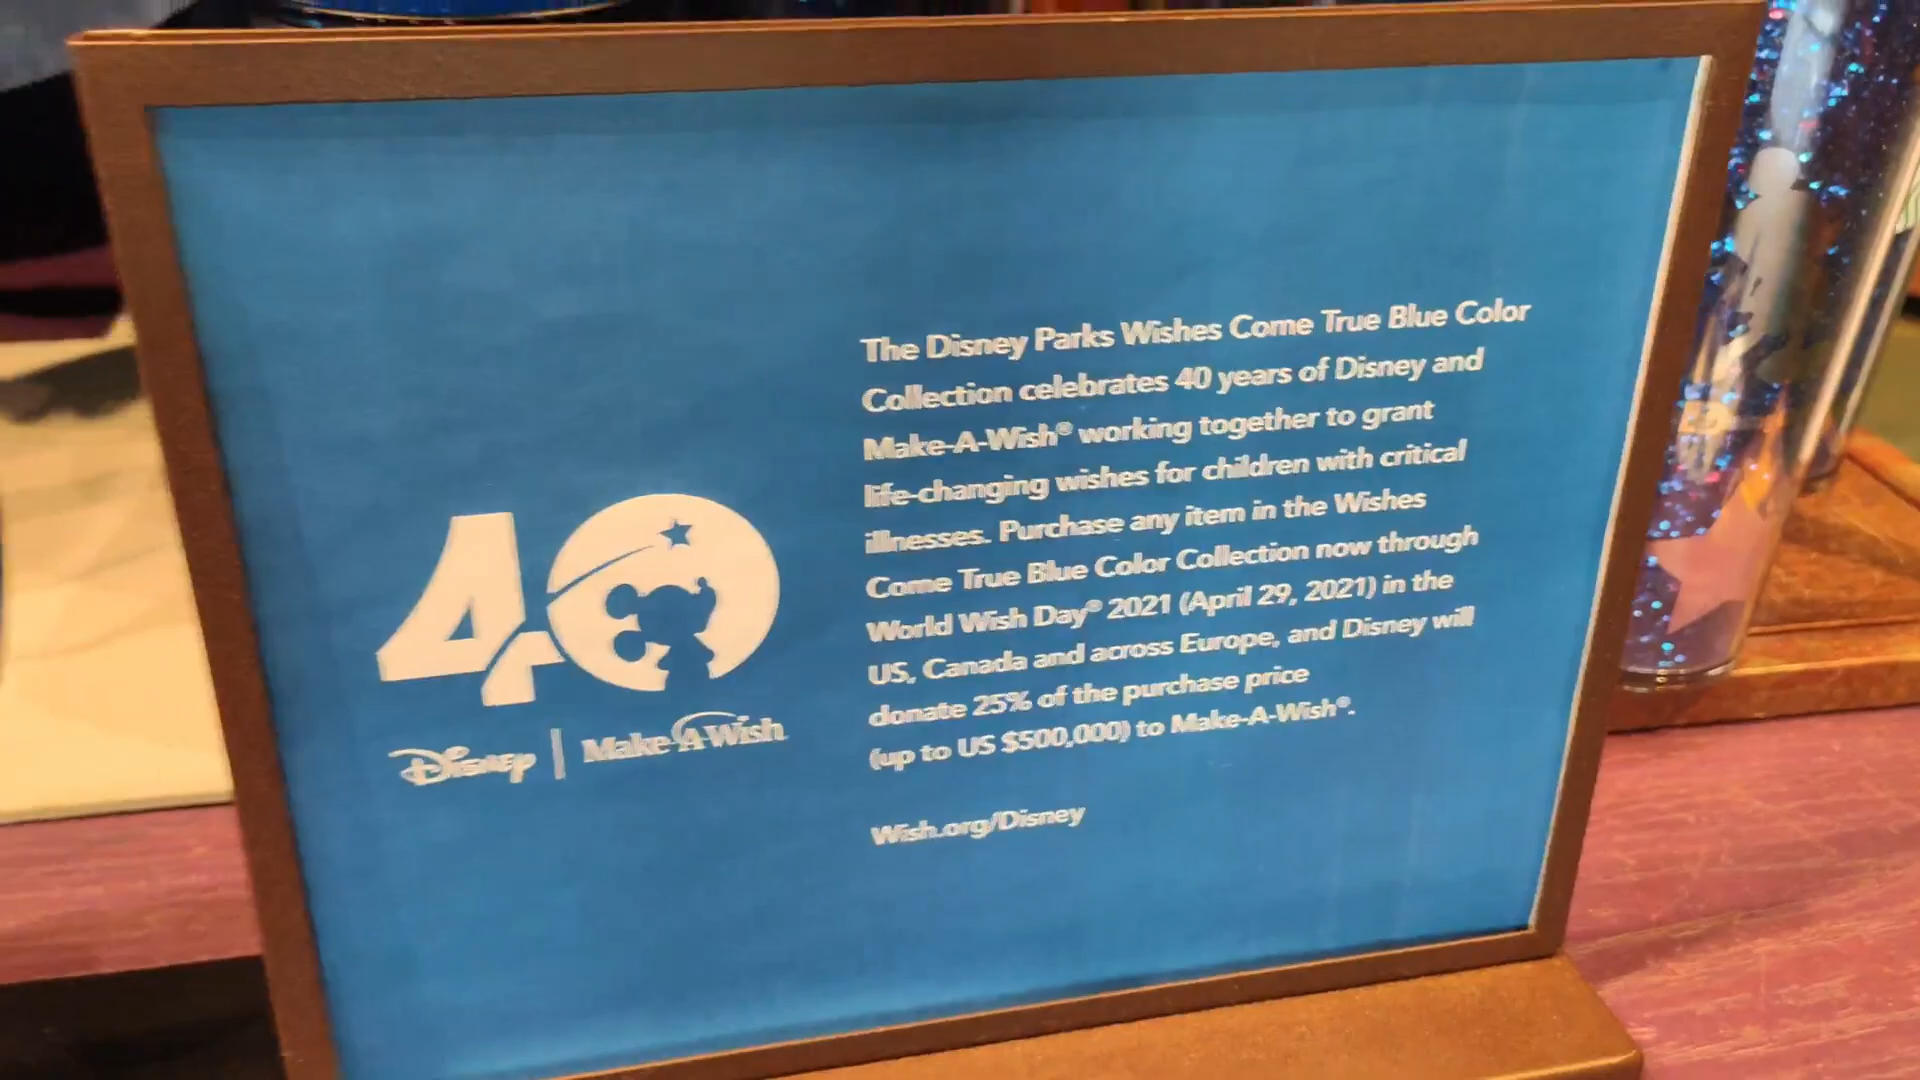 40
Disney | Make-A-Wish
The Disney Parks Wishes Come True Blue Color
Collection celebrates 40 years of Disney and
Make-A-Wish® working together to grant
life-changing wishes for children with critical
illnesses. Purchase any item in the Wishes
Come True Blue Color Collection now through
World Wish Day® 2021 (April 29, 2021) in the
US, Canada and across Europe, and Disney will
donate 25% of the purchase price
(up to US $500,000) to Make-A-Wish®.
Wish.org/Disney